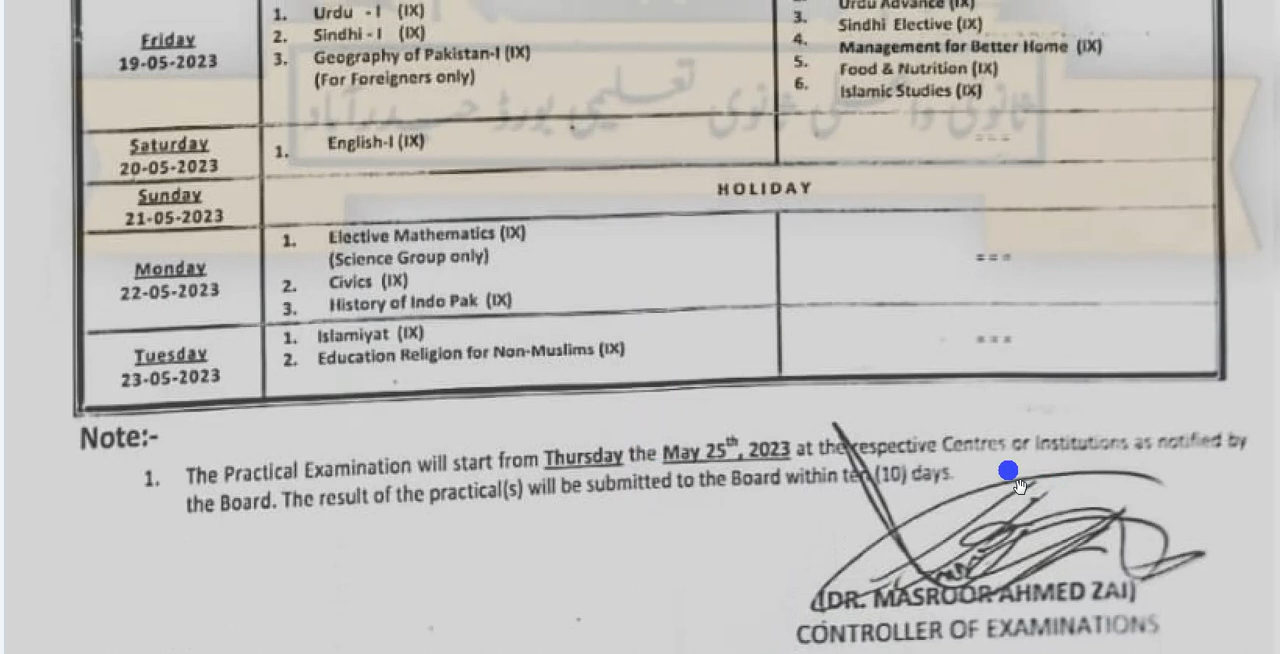 Friday
19-05-2023
1. Urdu - I (IX)
2. Sindhi - I (IX)
3. Geography of Pakistan-I (IX)
(For Foreigners only)
Urdu Advance (IX)
3. Sindhi Elective (IX)
4. Management for Better Home (IX)
5. Food & Nutrition (IX)
6. Islamic Studies (IX)
ثانوی و اعلیٰ ثانوی تعلیمی بورڈ حیدرآباد
Saturday
20-05-2023
1. English-I (IX)
===
Sunday
21-05-2023
HOLIDAY
Monday
22-05-2023
1. Elective Mathematics (IX)
(Science Group only)
2. Civics (IX)
3. History of Indo Pak (IX)
===
Tuesday
23-05-2023
1. Islamiyat (IX)
2. Education Religion for Non-Muslims (IX)
===
Note:-
1. The Practical Examination will start from Thursday the May 25th, 2023 at the respective Centres or Institutions as notified by
the Board. The result of the practical(s) will be submitted to the Board within ten (10) days.
(DR. MASROOR AHMED ZAI)
CONTROLLER OF EXAMINATIONS